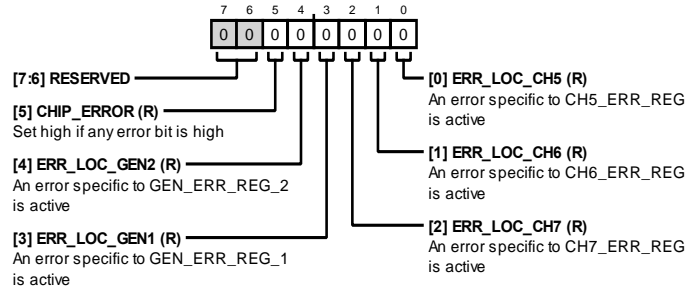 7 6 5 4 3 2 1 0
0 0 0 0 0 0 0 0
[7:6] RESERVED
[5] CHIP_ERROR (R)
Set high if any error bit is high
[4] ERR_LOC_GEN2 (R)
An error specific to GEN_ERR_REG_2
is active
[3] ERR_LOC_GEN1 (R)
An error specific to GEN_ERR_REG_1
is active
[0] ERR_LOC_CH5 (R)
An error specific to CH5_ERR_REG
is active
[1] ERR_LOC_CH6 (R)
An error specific to CH6_ERR_REG
is active
[2] ERR_LOC_CH7 (R)
An error specific to CH7_ERR_REG
is active